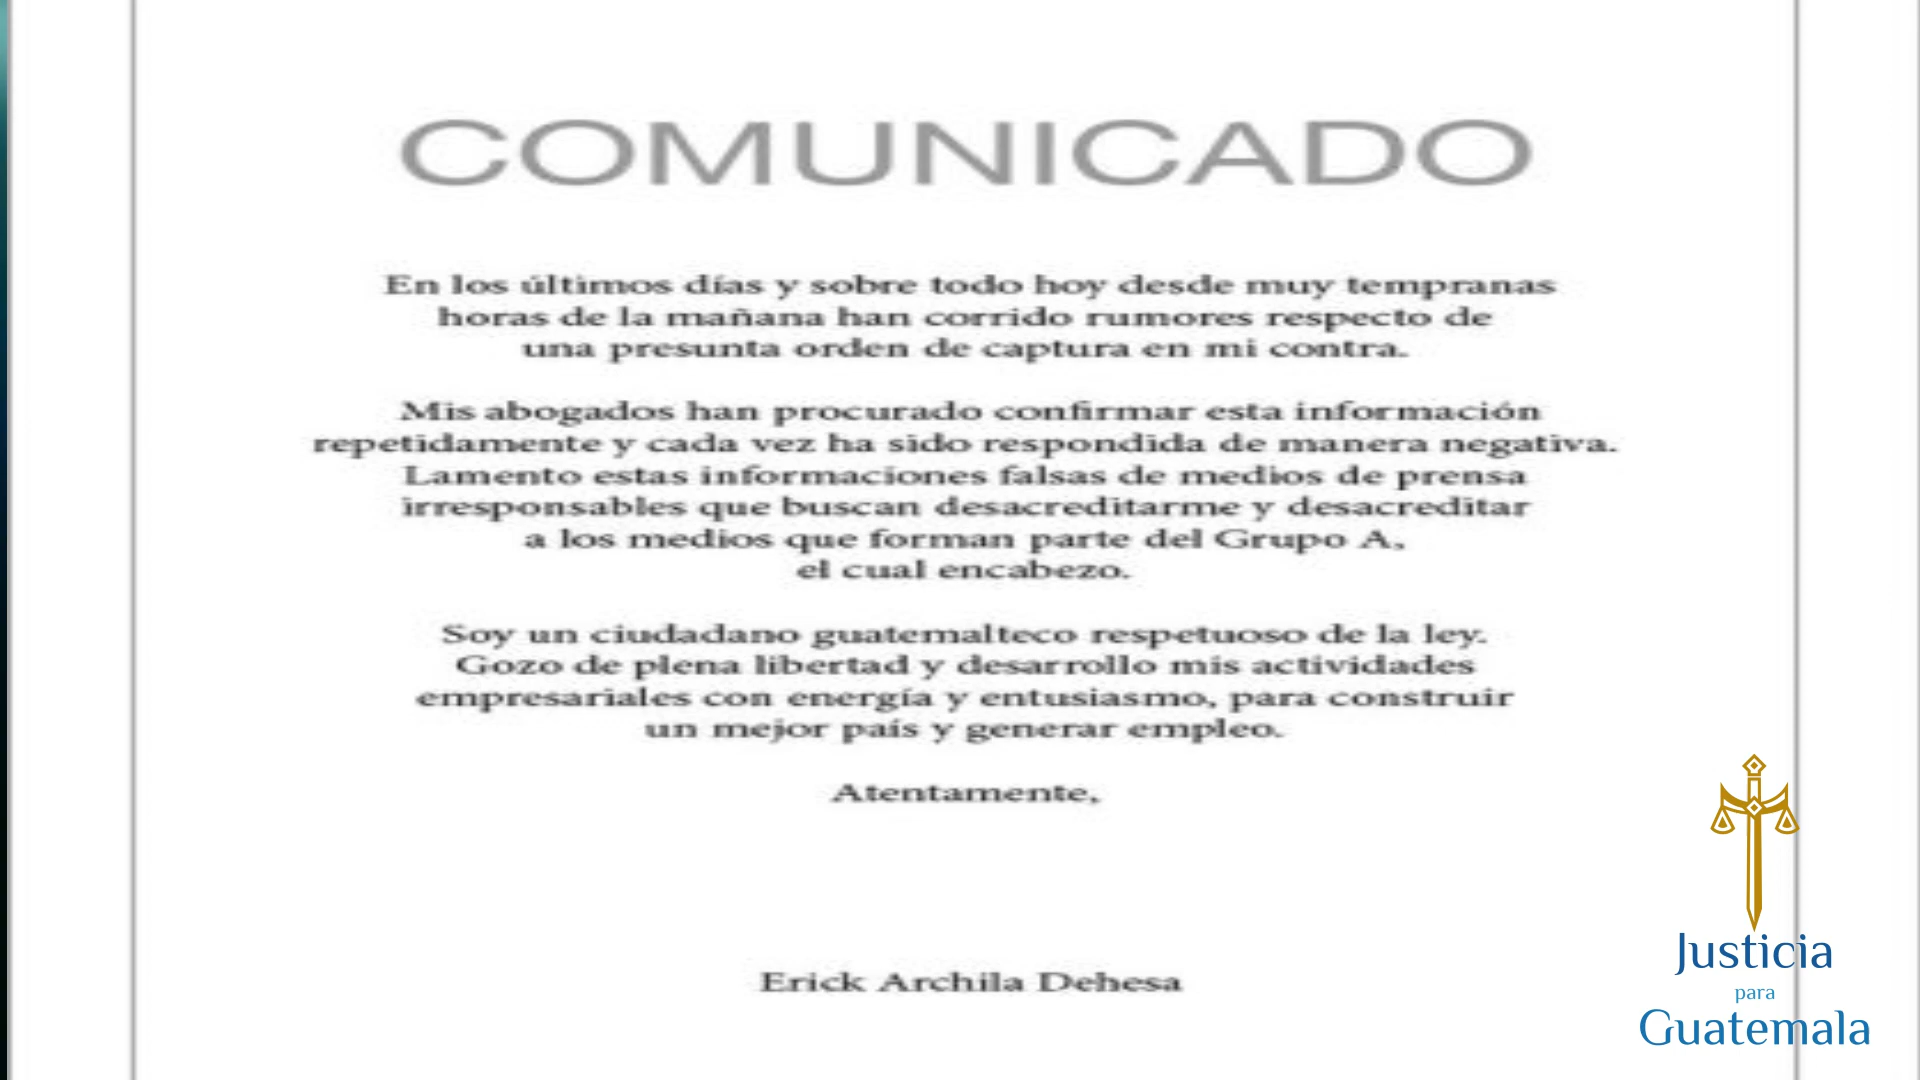 COMUNICADO
En los últimos días y sobre todo hoy desde muy tempranas
horas de la mañana han corrido rumores respecto de
una presunta orden de captura en mi contra.
Mis abogados han procurado confirmar esta información
repetidamente y cada vez ha sido respondida de manera negativa.
Lamento estas informaciones falsas de medios de prensa
irresponsables que buscan desacreditarme y desacreditar
a los medios que forman parte del Grupo A,
el cual encabezo.
Soy un ciudadano guatemalteco respetuoso de la ley.
Gozo de plena libertad y desarrollo mis actividades
empresariales con energía y entusiasmo, para construir
un mejor país y generar empleo.
Atentamente,
Erick Archila Dehesa
Justicia
para
Guatemala